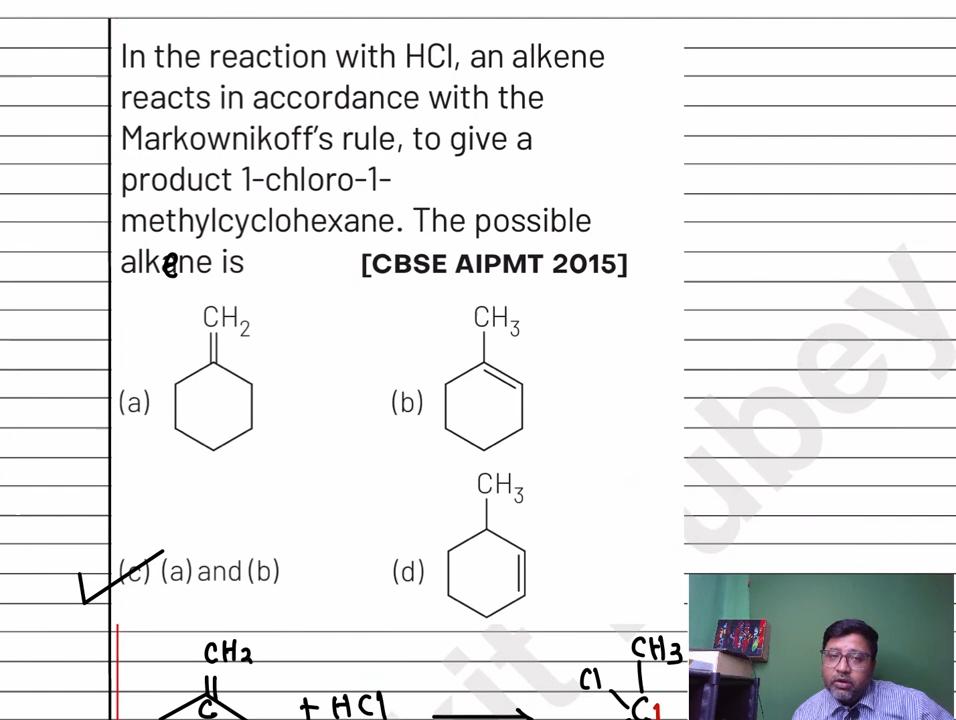 In the reaction with HCl, an alkene
reacts in accordance with the
Markownikoff's rule, to give a
product 1-chloro-1-
methylcyclohexane. The possible
alkene is [CBSE AIPMT 2015]
CH2 CH3
(a) (b)
CH3
(c) (a) and (b) (d)
CH2 CH3
Cl
C + HCl C1